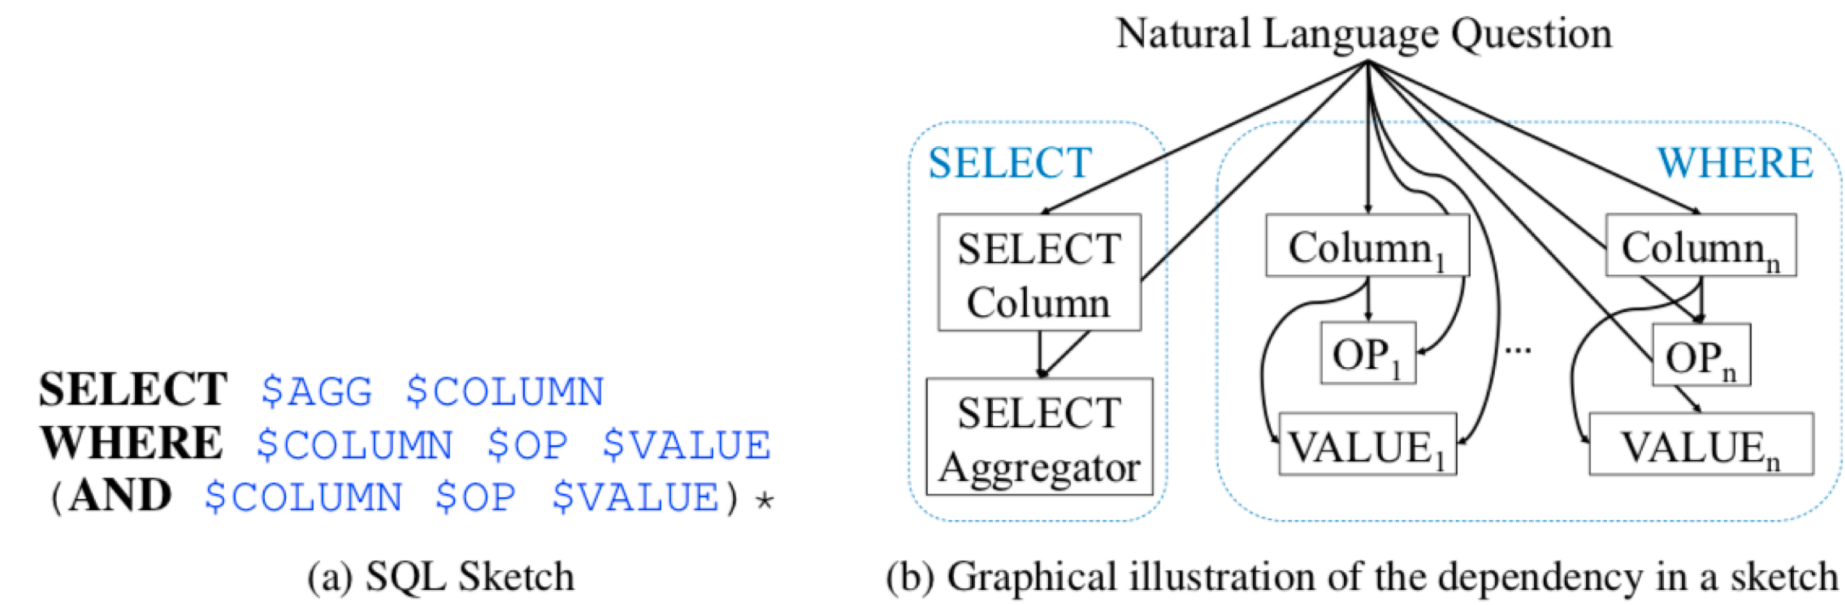 SELECT $AGG $COLUMN
WHERE $COLUMN $OP $VALUE
(AND $COLUMN $OP $VALUE)*
(a) SQL Sketch
Natural Language Question
SELECT
SELECT
Column
SELECT
Aggregator
WHERE
Column1
OP1
VALUE1
...
Columnn
OPn
VALUEn
(b) Graphical illustration of the dependency in a sketch